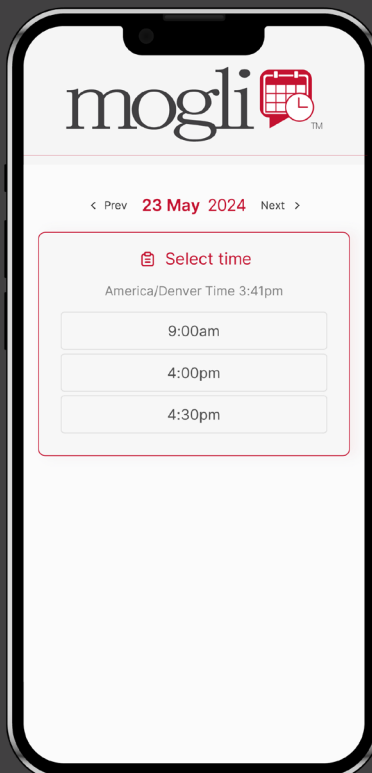 mogli TM
Prev 23 May 2024 Next
Select time
America/Denver Time 3:41pm
9:00am
4:00pm
4:30pm